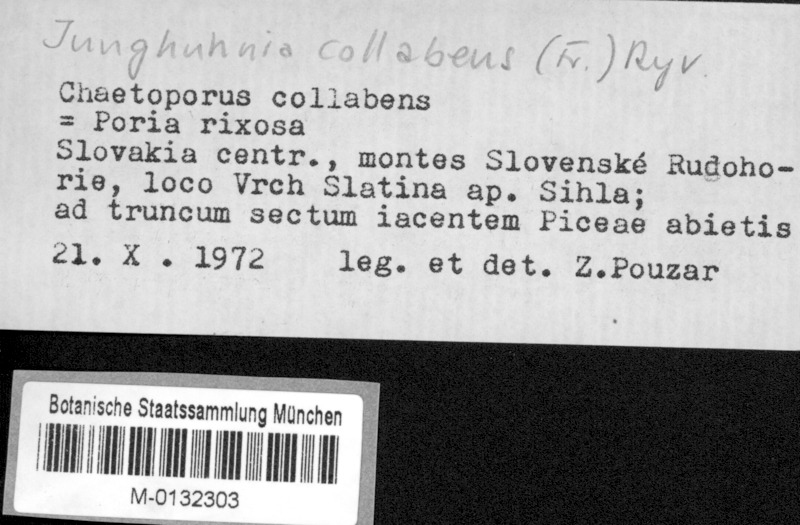 Junghuhnia collabens (Fr.) Ryv.
Chaetoporus collabens
= Poria rixosa
Slovakia centr., montes Slovenské Rudoho-
rie, loco Vrch Slatina ap. Sihla;
ad truncum sectum iacentem Piceae abietis
21. X . 1972 leg. et det. Z.Pouzar
Botanische Staatssammlung München
M-0132303